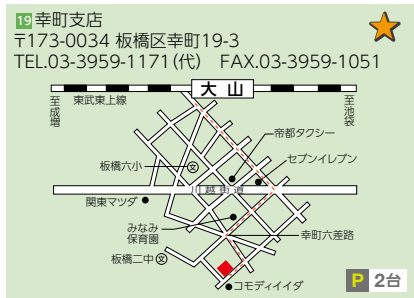 19 幸町支店
〒173-0034 板橋区幸町19-3
TEL.03-3959-1171(代) FAX.03-3959-1051
大山
至成増
東武東上線
至池袋
帝都タクシー
セブンイレブン
板橋六小
文
川越街道
関東マツダ
みなみ
保育園
幸町六差路
板橋二中
文
コモディイイダ
P 2台